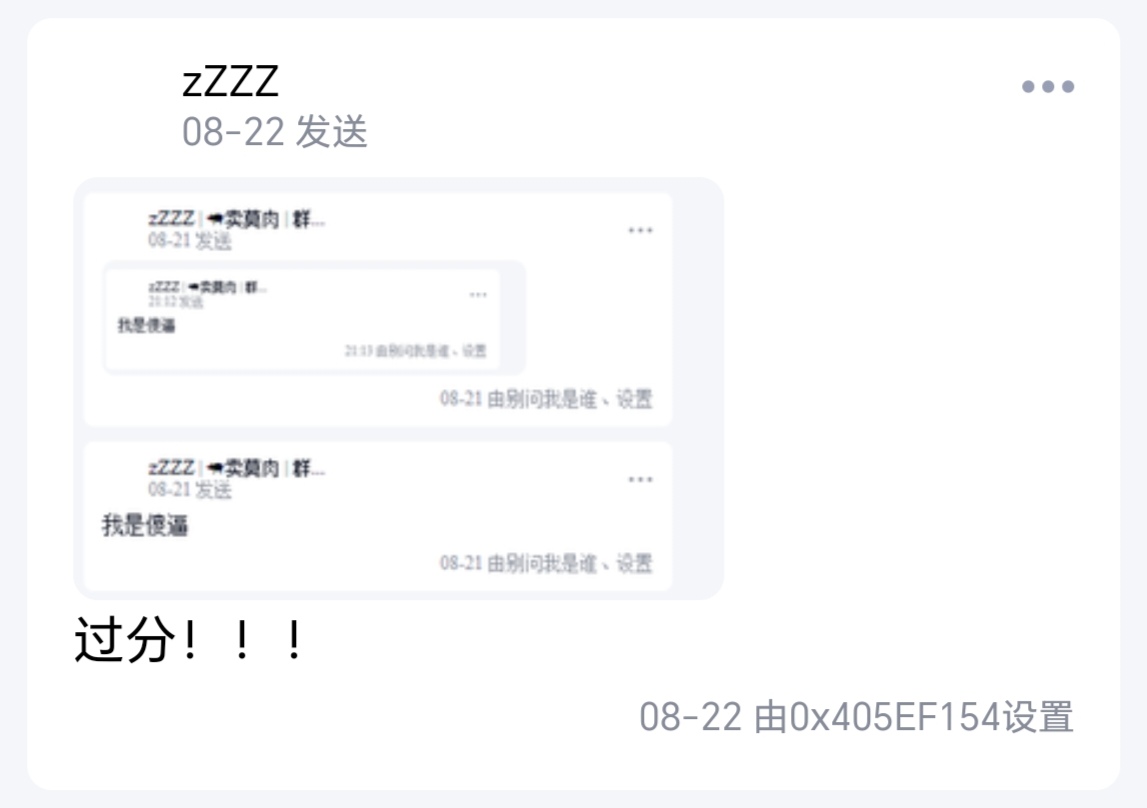 zZZZ
08-22 发送
zZZZ | 卖莫肉 | 群...
08-21 发送
zZZZ | 卖莫肉 | 群...
21:12 发送
我是傻逼
21:13 由别问我是谁、设置
08-21 由别问我是谁、设置
zZZZ | 卖莫肉 | 群...
08-21 发送
我是傻逼
08-21 由别问我是谁、设置
过分！！！
08-22 由0x405EF154设置